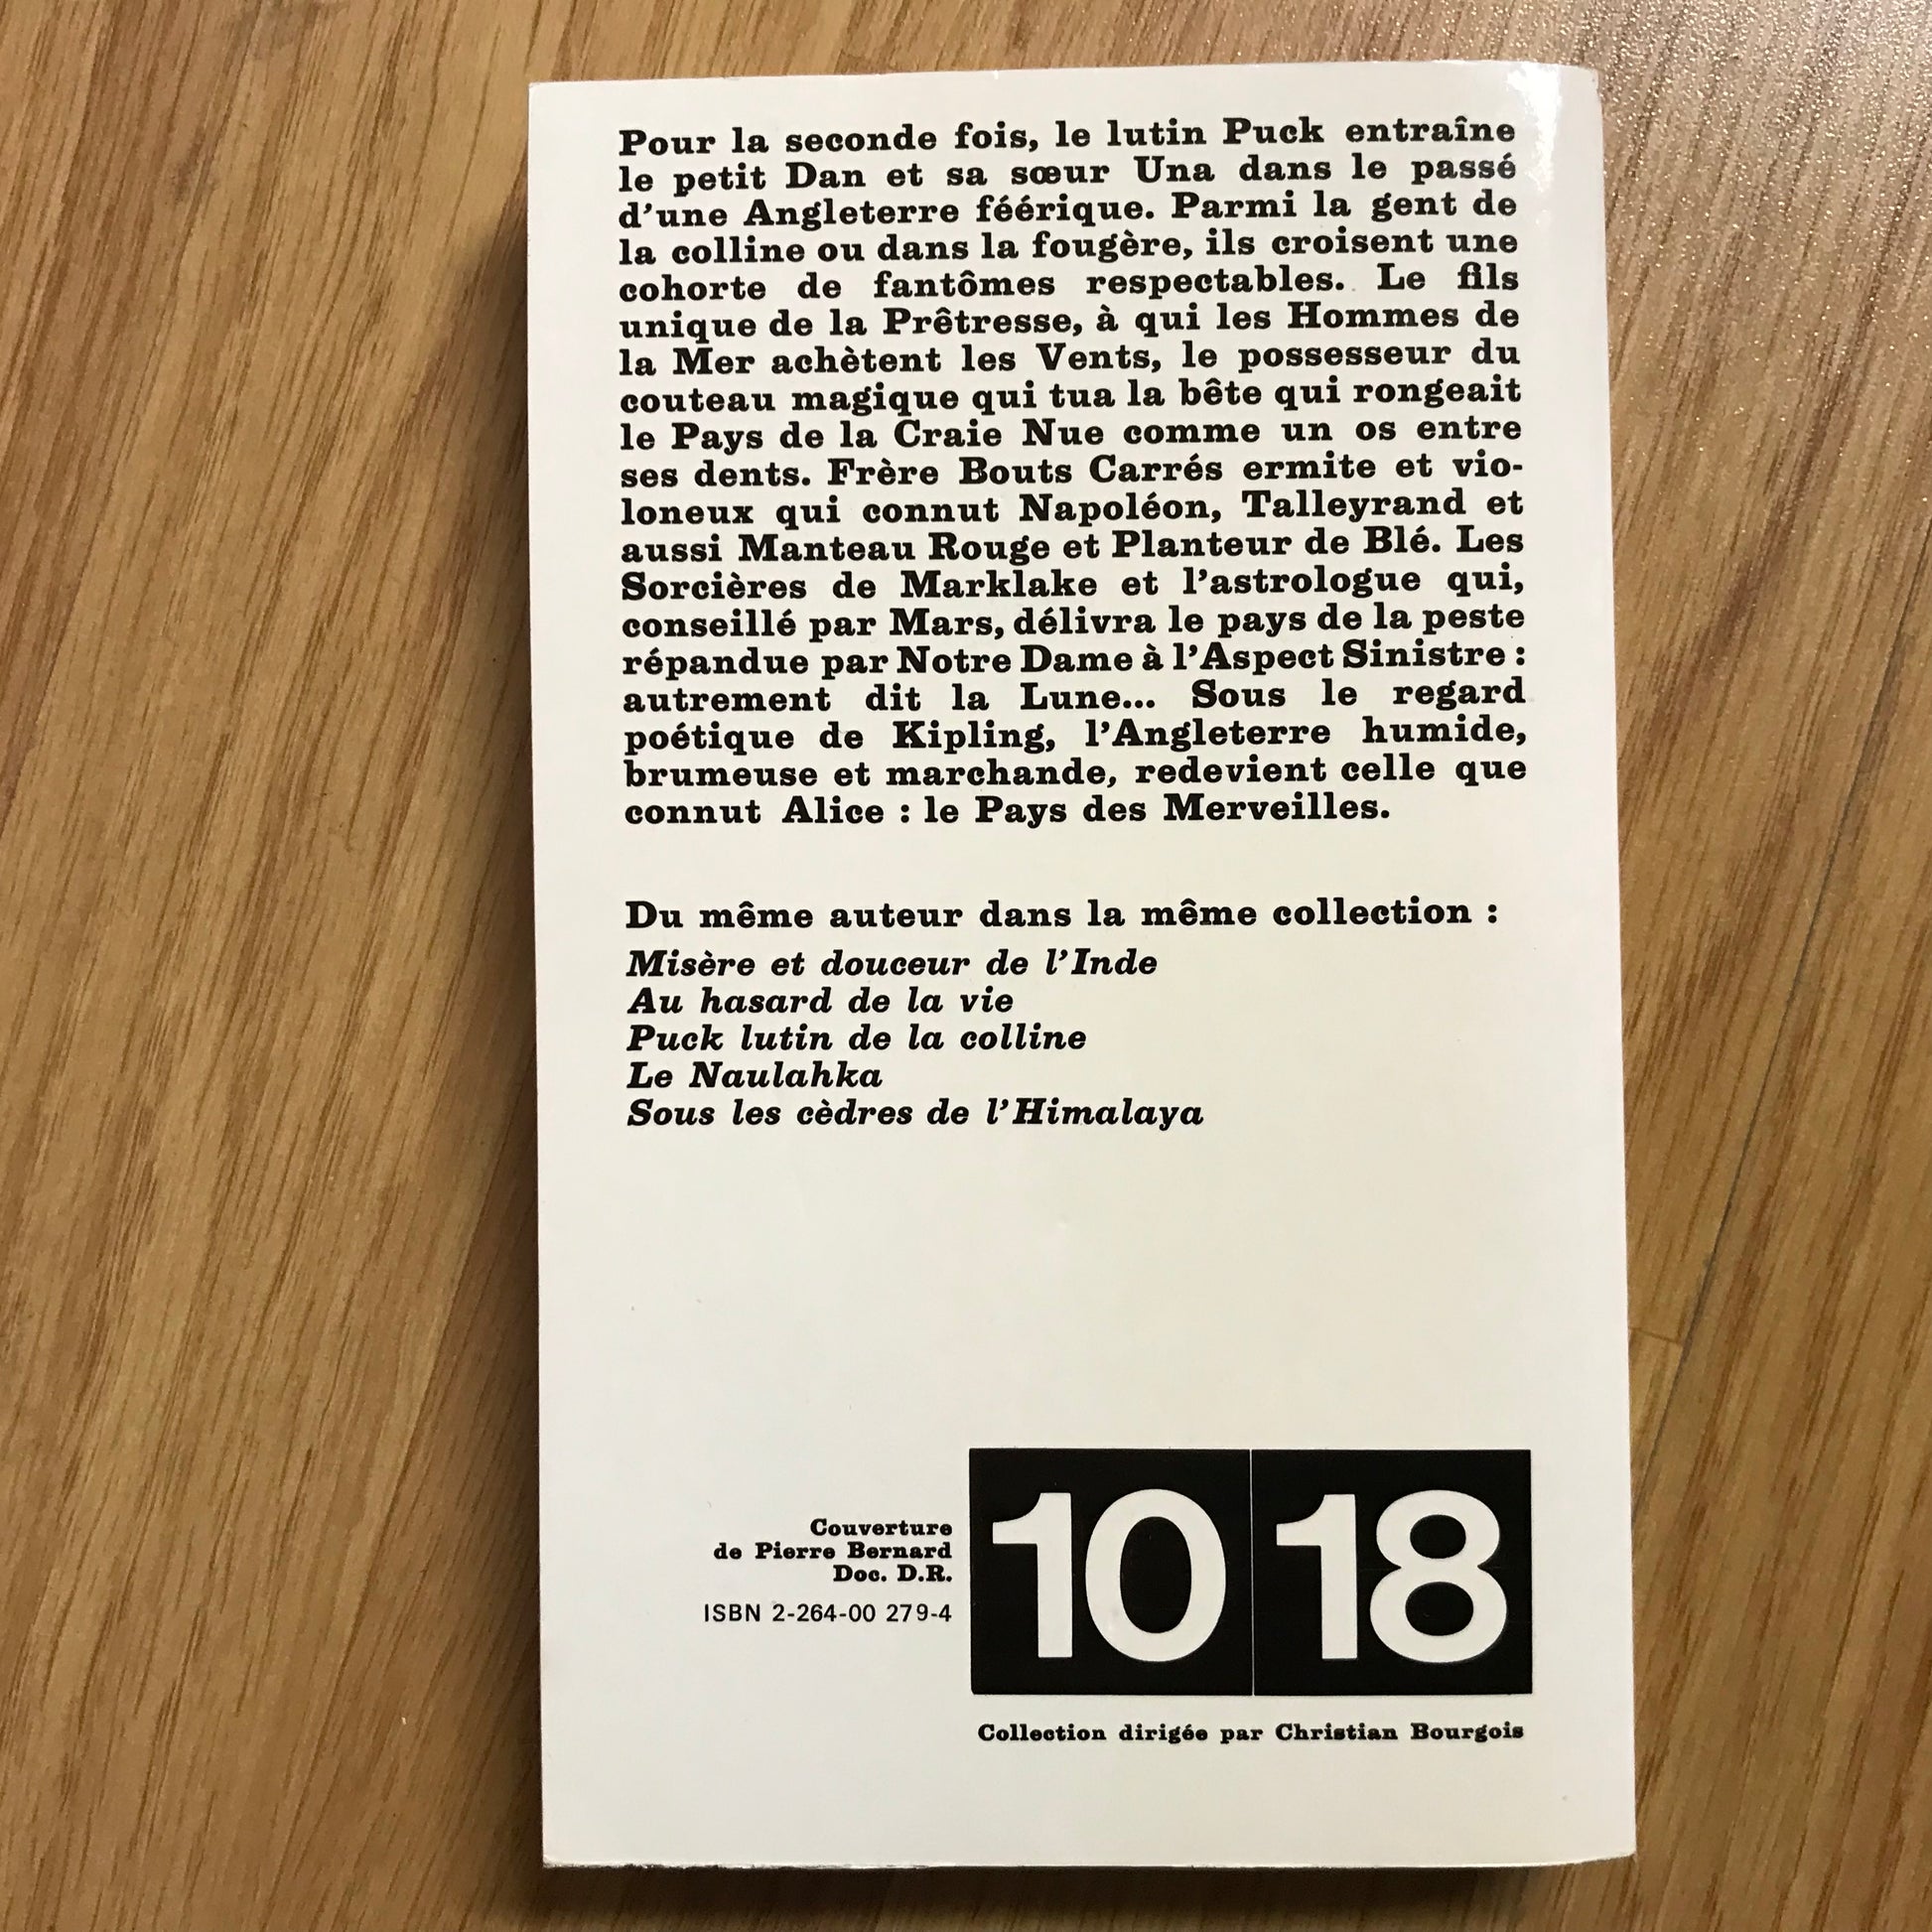 Pour la seconde fois, le lutin Puck entraîne
le petit Dan et sa sœur Una dans le passé
d'une Angleterre féérique. Parmi la gent de
la colline ou dans la fougère, ils croisent une
cohorte de fantômes respectables. Le fils
unique de la Prêtresse, à qui les Hommes de
la Mer achètent les Vents, le possesseur du
couteau magique qui tua la bête qui rongeait
le Pays de la Craie Nue comme un os entre
ses dents. Frère Bouts Carrés ermite et vio-
loneux qui connut Napoléon, Talleyrand et
aussi Manteau Rouge et Planteur de Blé. Les
Sorcières de Marklake et l'astrologue qui,
conseillé par Mars, délivra le pays de la peste
répandue par Notre Dame à l'Aspect Sinistre :
autrement dit la Lune... Sous le regard
poétique de Kipling, l'Angleterre humide,
brumeuse et marchande, redevient celle que
connut Alice : le Pays des Merveilles.
Du même auteur dans la même collection :
Misère et douceur de l'Inde
Au hasard de la vie
Puck lutin de la colline
Le Naulahka
Sous les cèdres de l'Himalaya
Couverture
de Pierre Bernard
Doc. D.R.
ISBN 2-264-00 279-4
10 18
Collection dirigée par Christian Bourgois